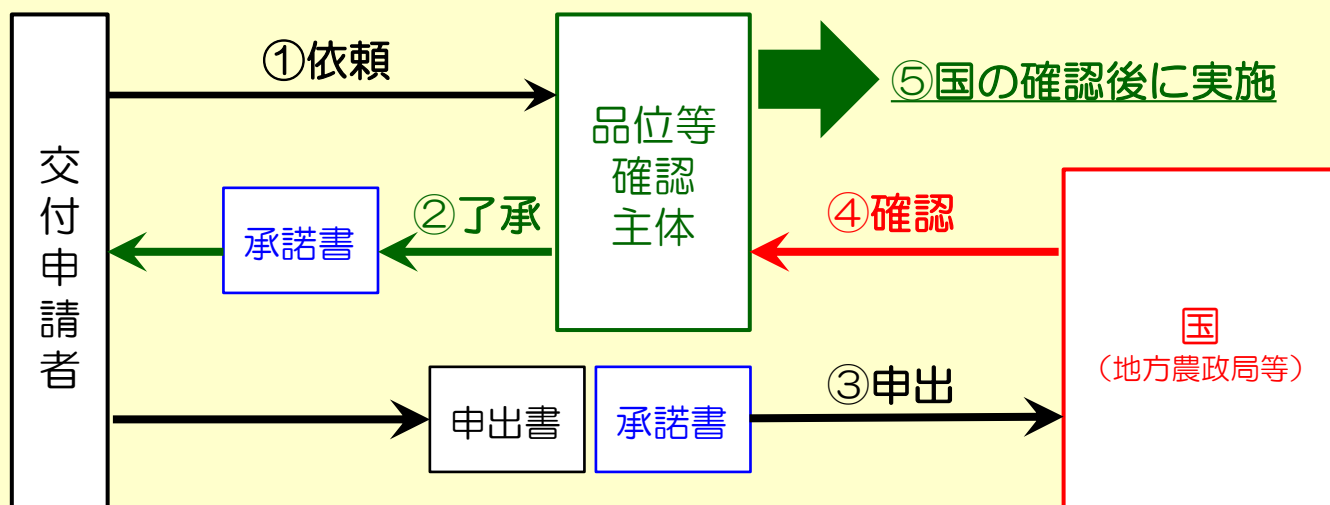 ①依頼
⑤国の確認後に実施
品位等
確認
主体
交付申請者
②了承
承諾書
④確認
国
（地方農政局等）
③申出
申出書
承諾書